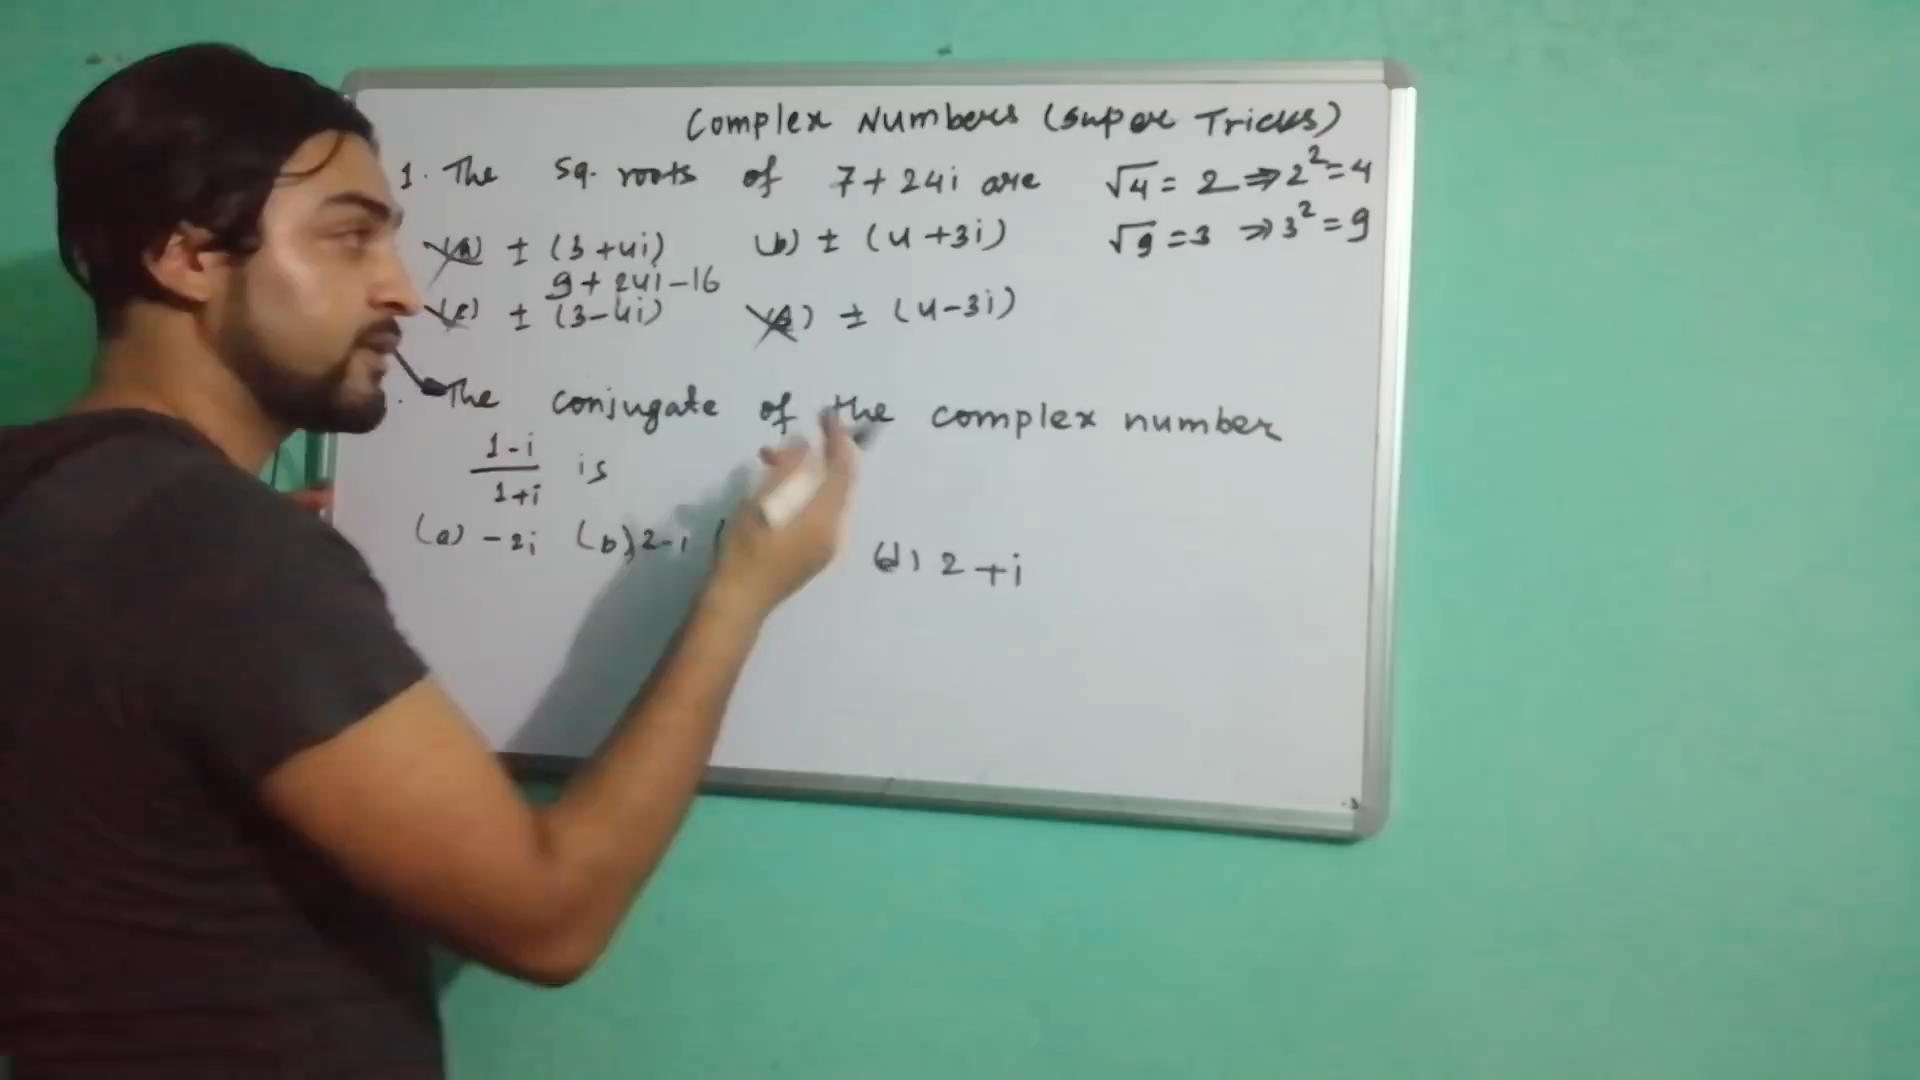 Complex Numbers (Super Tricks)
1. The sq. roots of 7+24i are √4 = 2 ⇒ 2²=4
(a) ± (3+4i) (b) ± (4+3i) √9 = 3 ⇒ 3² = 9
9+24i-16
(c) ± (3-4i) ± (4-3i)
. The conjugate of the complex number
1-i
1+i is
(a) -2i (b) 2-i ( (d) 2+i